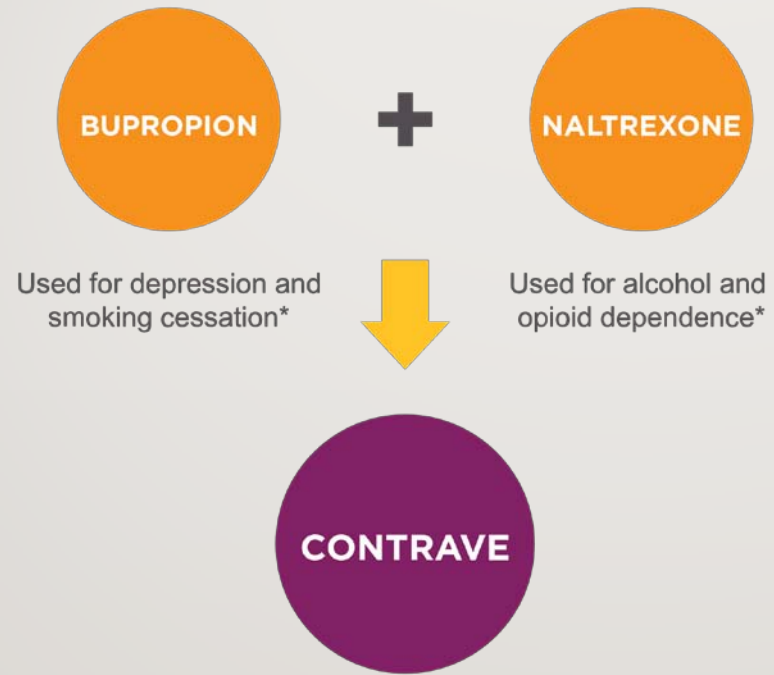 BUPROPION
NALTREXONE
Used for depression and
smoking cessation*
Used for alcohol and
opioid dependence*
CONTRAVE